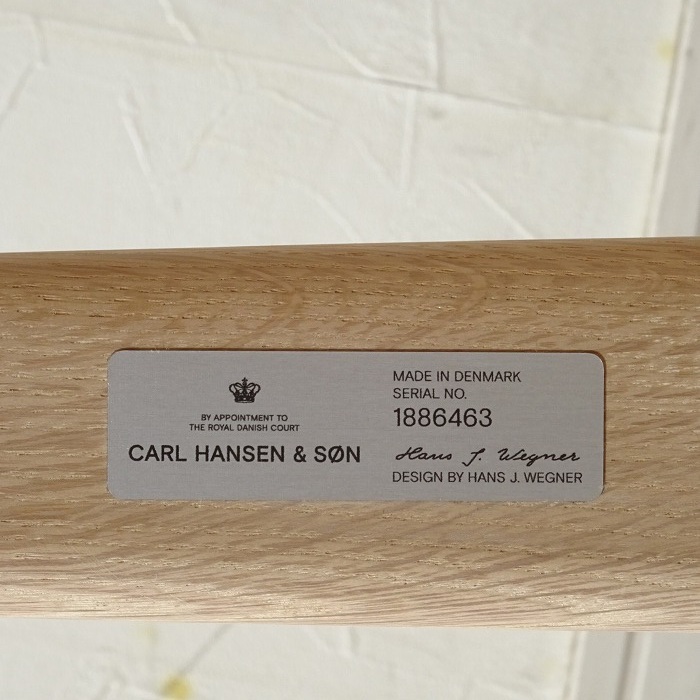 BY APPOINTMENT TO
THE ROYAL DANISH COURT
CARL HANSEN & SØN
MADE IN DENMARK
SERIAL NO.
1886463
Hans J. Wegner
DESIGN BY HANS J. WEGNER